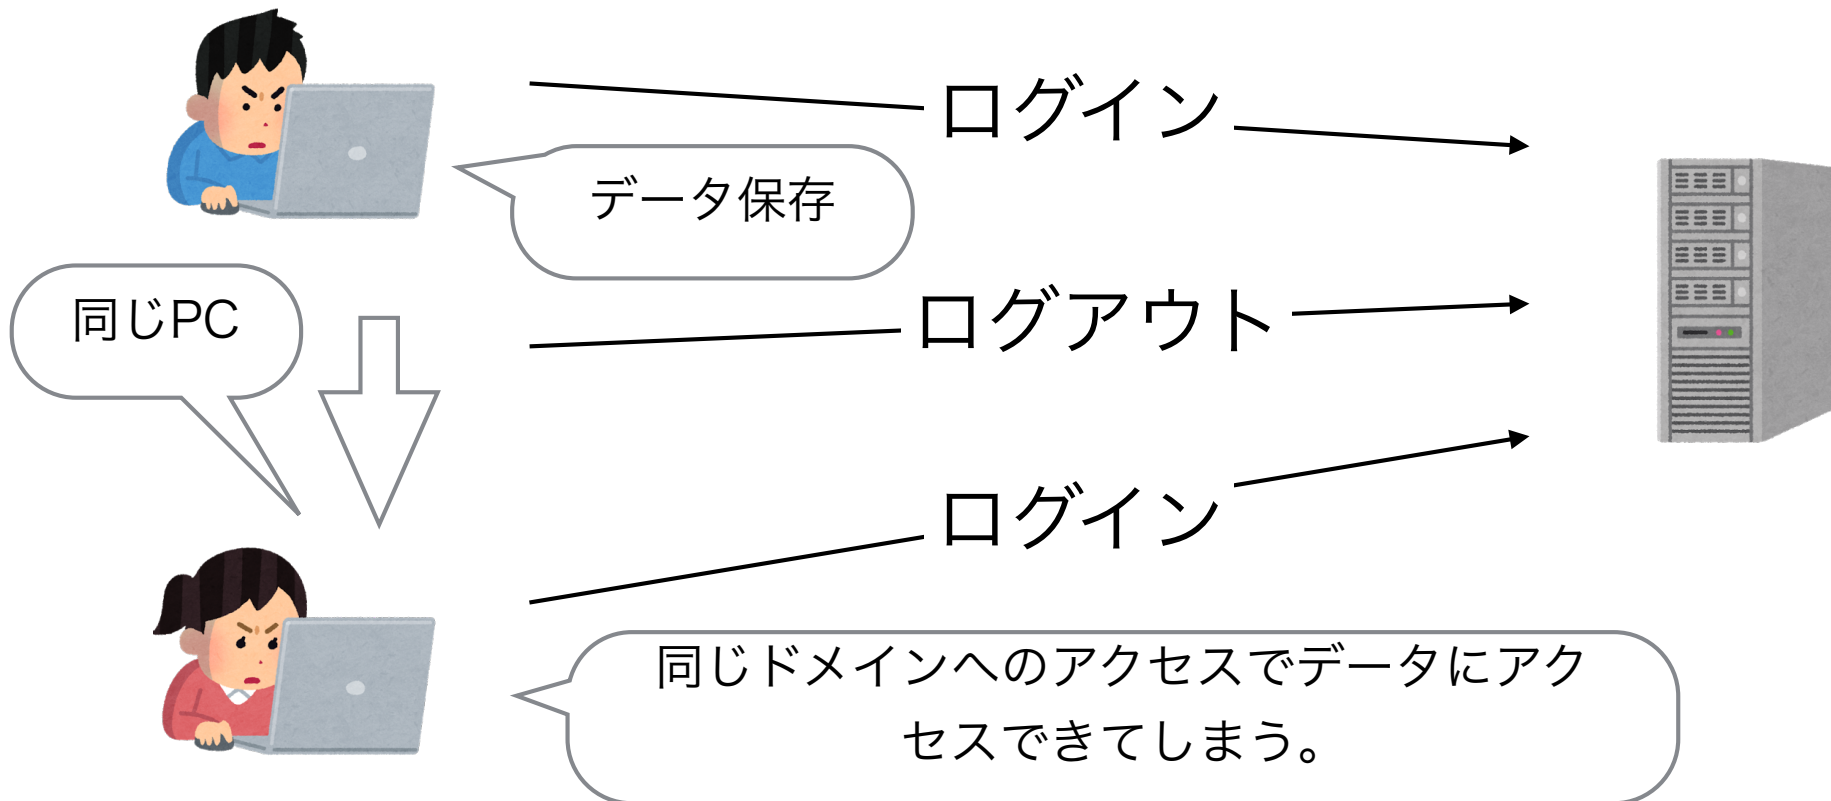 ログイン
データ保存
同じPC
ログアウト
ログイン
同じドメインへのアクセスでデータにアク
セスできてしまう。